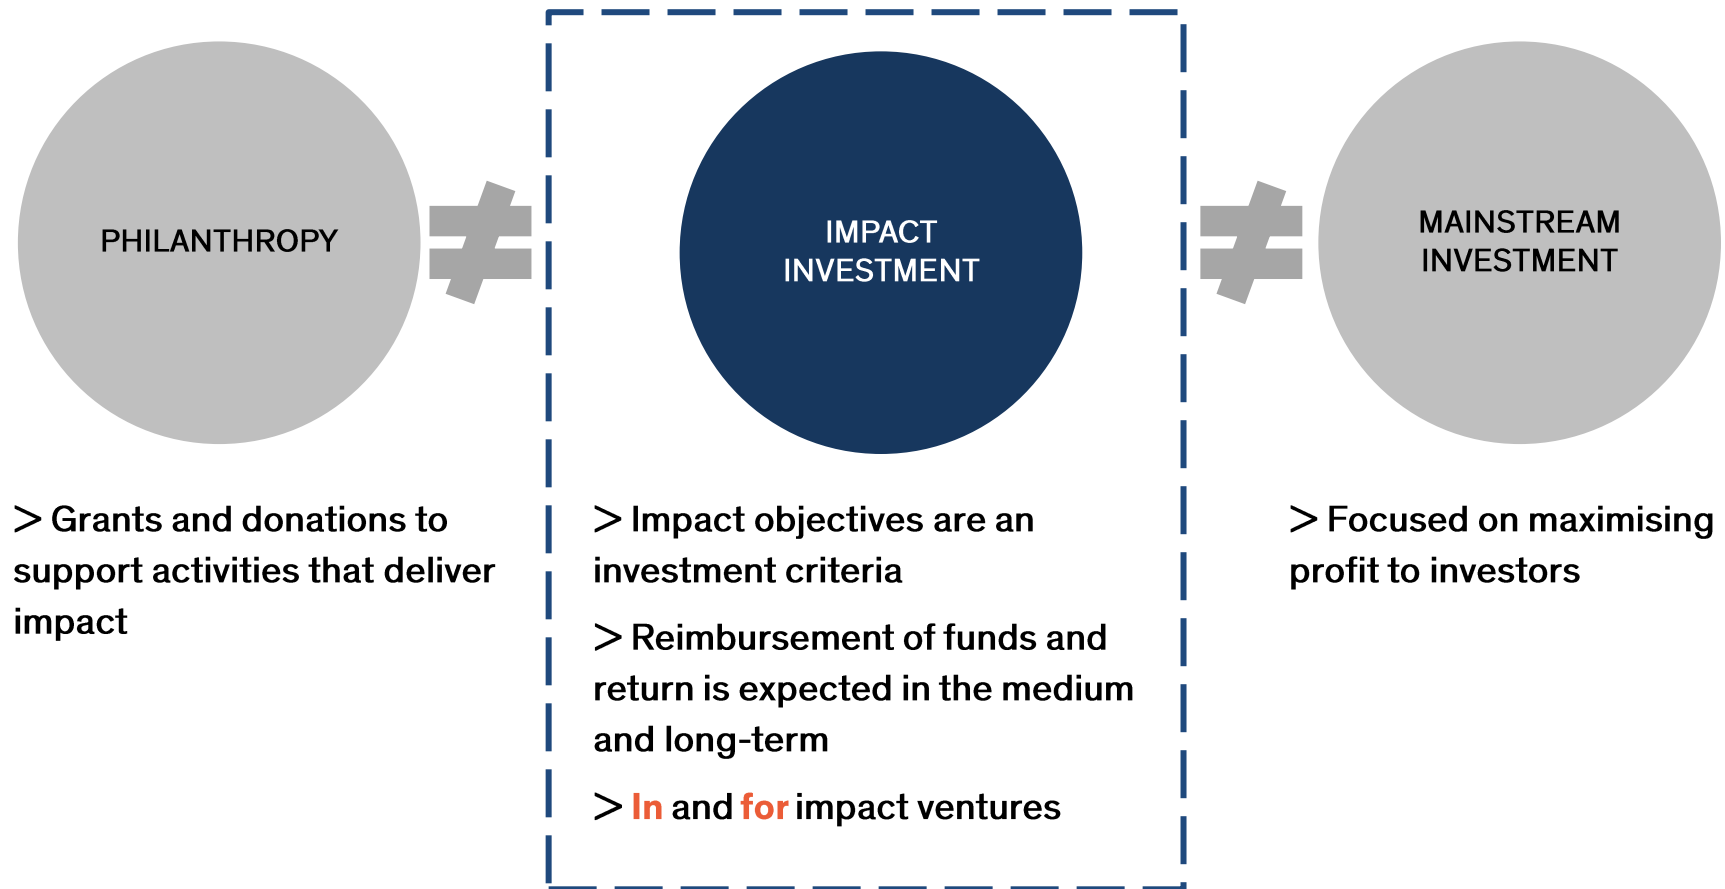 PHILANTHROPY
> Grants and donations to
support activities that deliver
impact
≠
IMPACT
INVESTMENT
> Impact objectives are an
investment criteria
> Reimbursement of funds and
return is expected in the medium
and long-term
> In and for impact ventures
≠
MAINSTREAM
INVESTMENT
> Focused on maximising
profit to investors